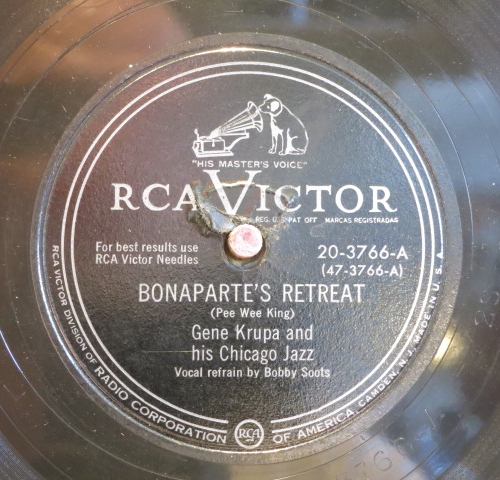 "HIS MASTER'S VOICE"
RCA VICTOR
REG. U.S. PAT. OFF. MARCAS REGISTRADAS
For best results use
RCA Victor Needles
20-3766-A
(47-3766-A)
BONAPARTE'S RETREAT
(Pee Wee King)
Gene Krupa and
his Chicago Jazz
Vocal refrain by Bobby Soots
RCA VICTOR DIVISION OF RADIO CORPORATION OF AMERICA, CAMDEN, N. J. MADE IN U. S. A.
RCA